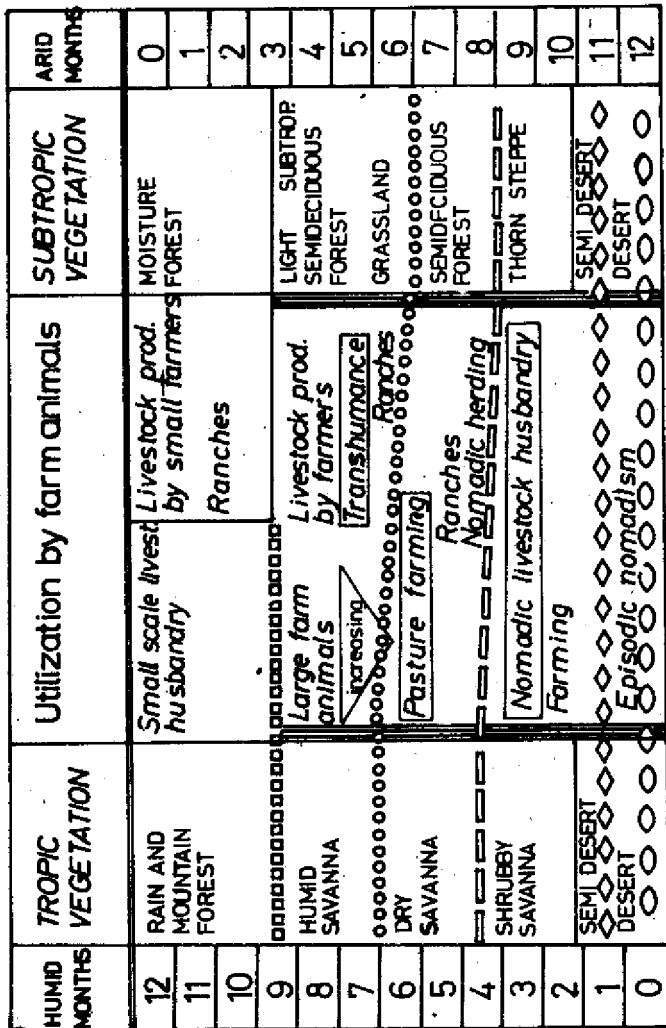 HUMID
MONTHS
12
11
10
9
8
7
6
5
4
3
2
1
0
TROPIC
VEGETATION
RAIN AND
MOUNTAIN
FOREST
HUMID
SAVANNA
DRY
SAVANNA
SHRUBBY
SAVANNA
SEMI DESERT
DESERT
Utilization by farm animals
Small scale livest.
husbandry
Livestock prod.
by small farmers
Ranches
Large farm
animals
increasing
Livestock prod.
by farmers
Transhumance
Ranches
Pasture farming
Ranches
Nomadic herding
Nomadic livestock husbandry
Farming
Episodic nomadism
SUBTROPIC
VEGETATION
MOISTURE
FOREST
LIGHT SUBTROP.
SEMIDECIDUOUS
FOREST
GRASSLAND
SEMIDECIDUOUS
FOREST
THORN STEPPE
SEMI DESERT
DESERT
ARID
MONTHS
0
1
2
3
4
5
6
7
8
9
10
11
12